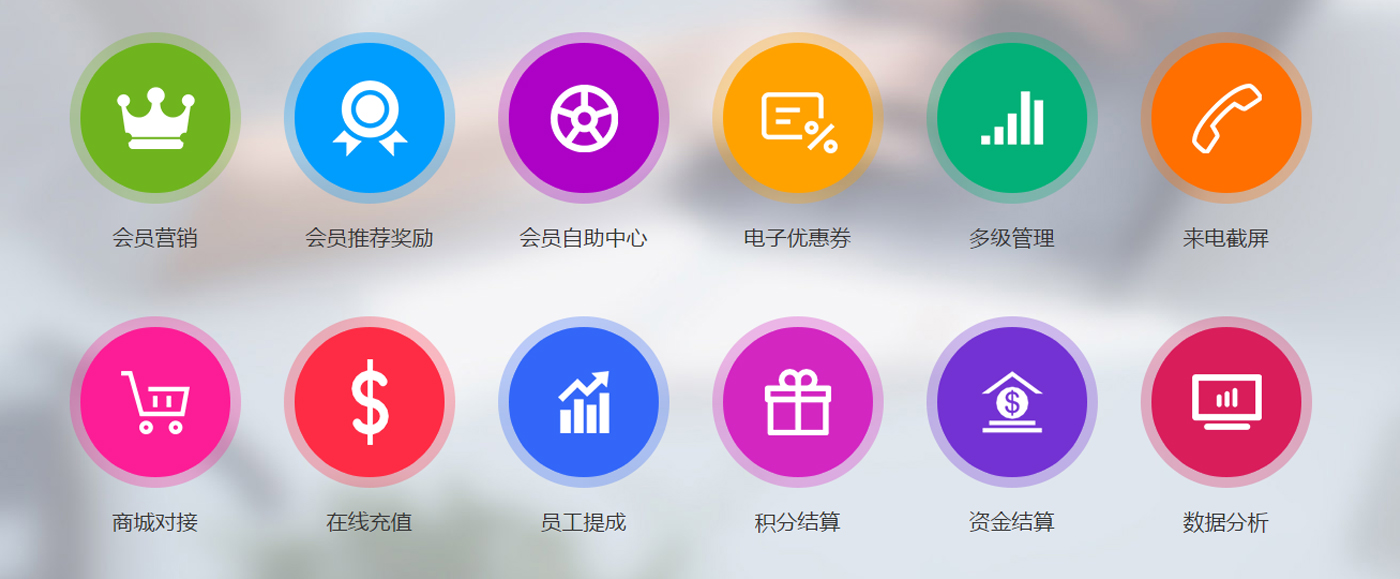 会员营销
会员推荐奖励
会员自助中心
电子优惠券
多级管理
来电截屏
商城对接
在线充值
员工提成
积分结算
资金结算
数据分析